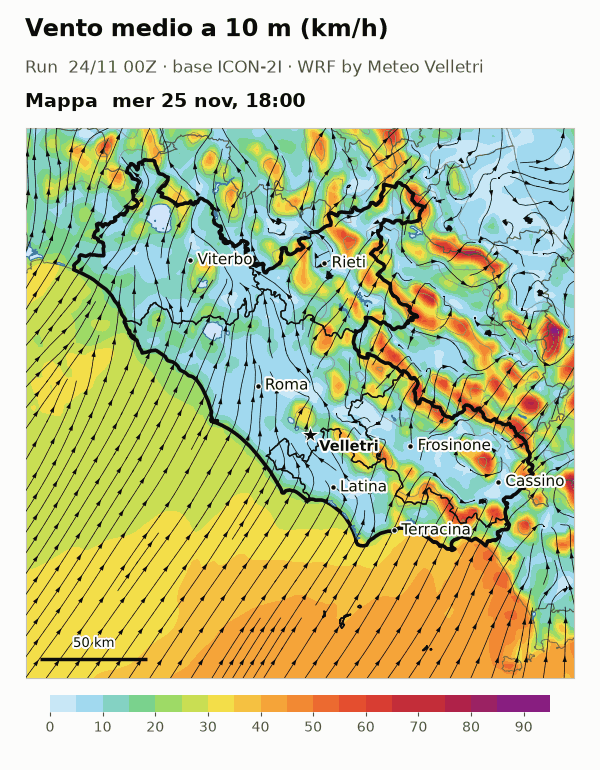 Vento medio a 10 m (km/h)
Run  24/11 00Z · base ICON-2I · WRF by Meteo Velletri
Mappa  mer 25 nov, 18:00
Viterbo
Rieti
Roma
Velletri
Frosinone
Cassino
Latina
Terracina
50 km
0 10 20 30 40 50 60 70 80 90